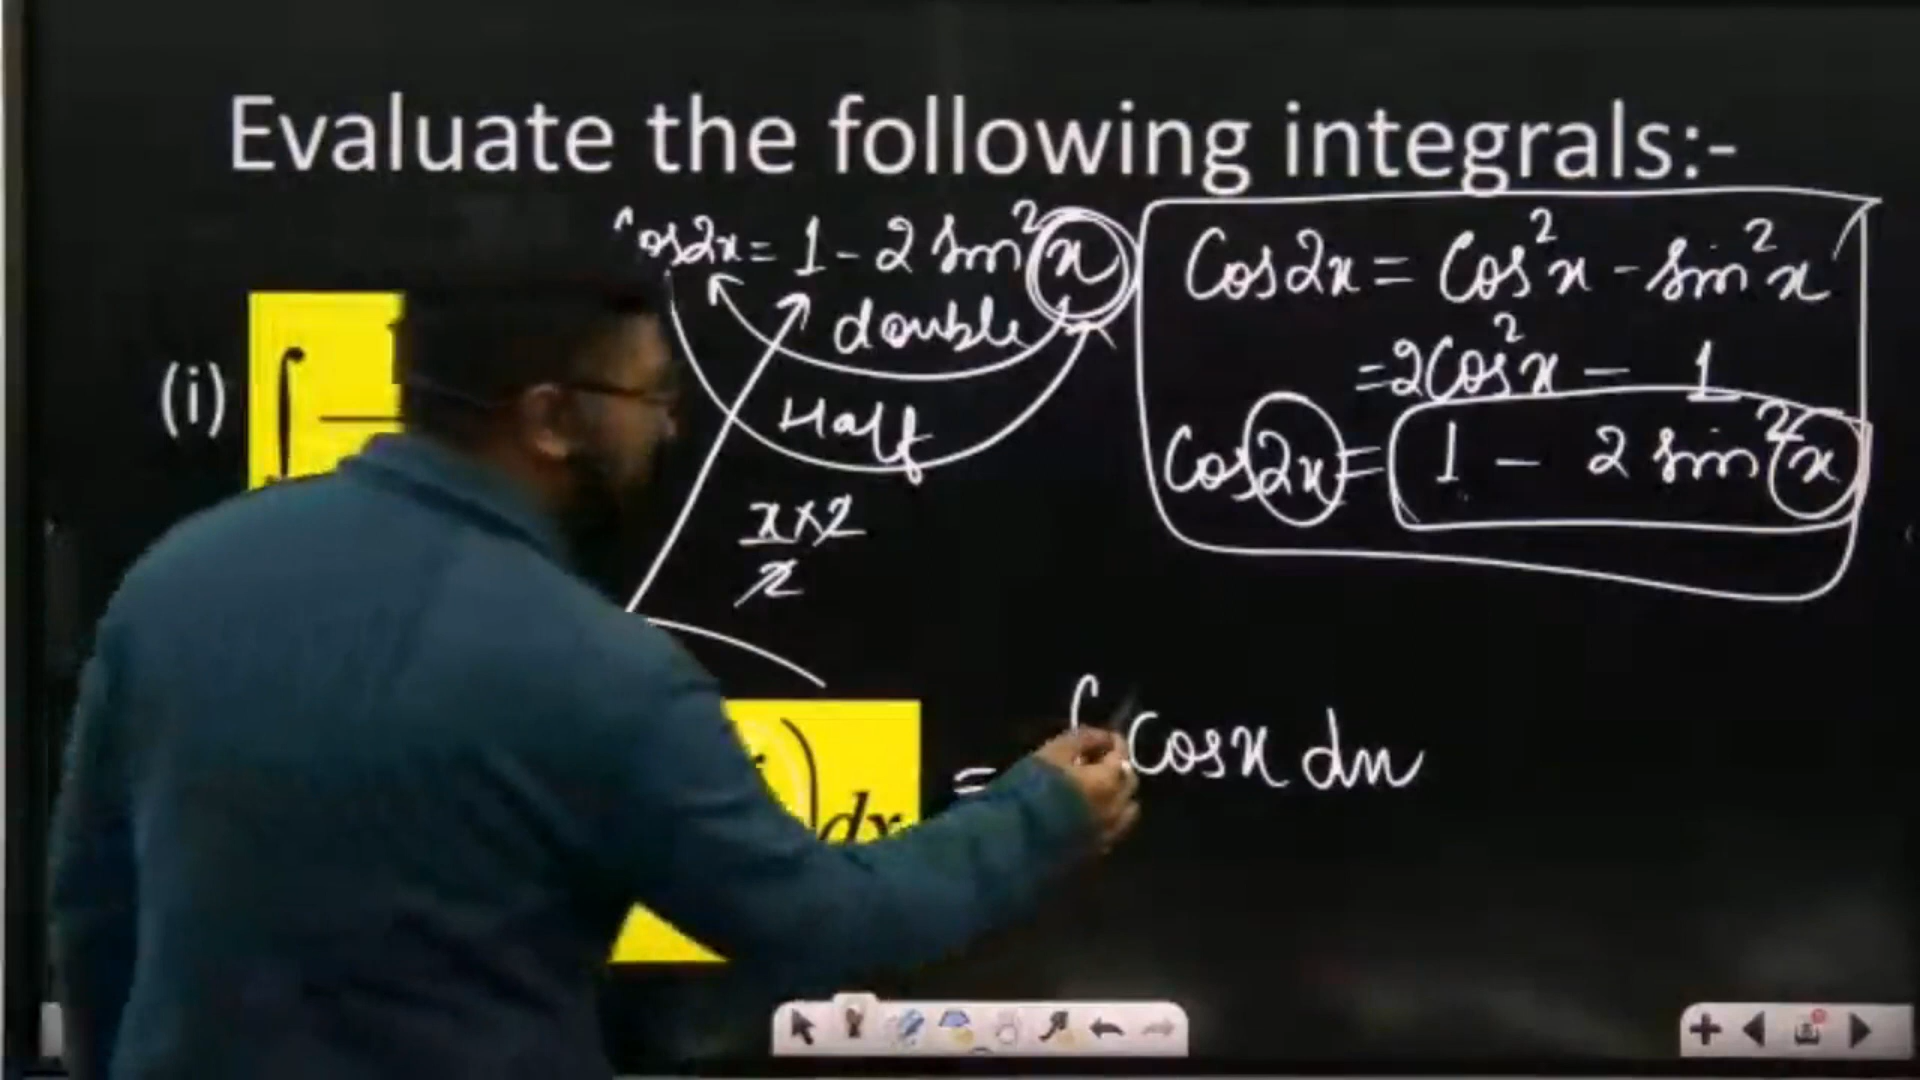 Evaluate the following integrals:-
Cos2x = 1 - 2 sin²x
double
Half
x×2
2
Cos2x = Cos²x - sin²x
= 2Cos²x - 1
Cos2x = 1 - 2 sin²x
(i) ∫
dx = ∫ Cosx dx